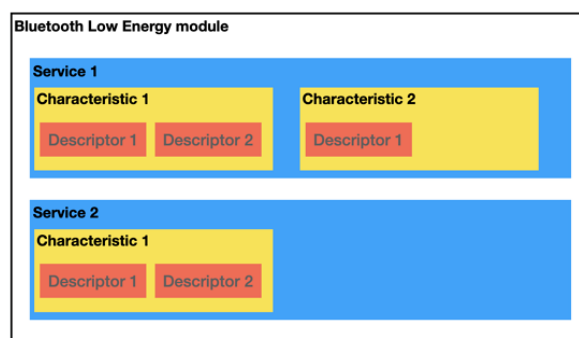 Bluetooth Low Energy module
Service 1
Characteristic 1
Descriptor 1 Descriptor 2
Characteristic 2
Descriptor 1
Service 2
Characteristic 1
Descriptor 1 Descriptor 2